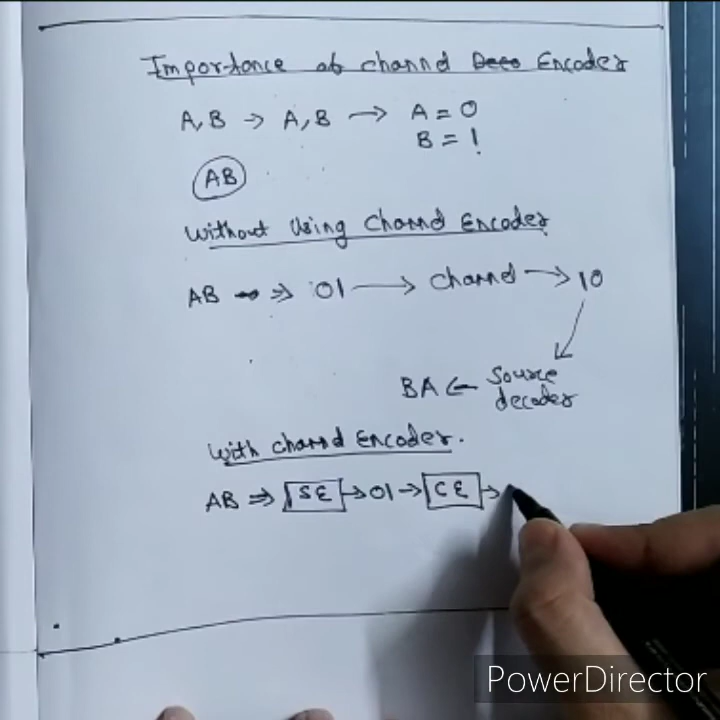 Importance of channel Deco Encoder
A, B → A, B → A = 0
B = 1
AB
Without Using Channel Encoder
AB ⇒ 01 → channel → 10
BA ← Source
decoder
With channel Encoder.
AB ⇒ SE → 01 → CE →
PowerDirector